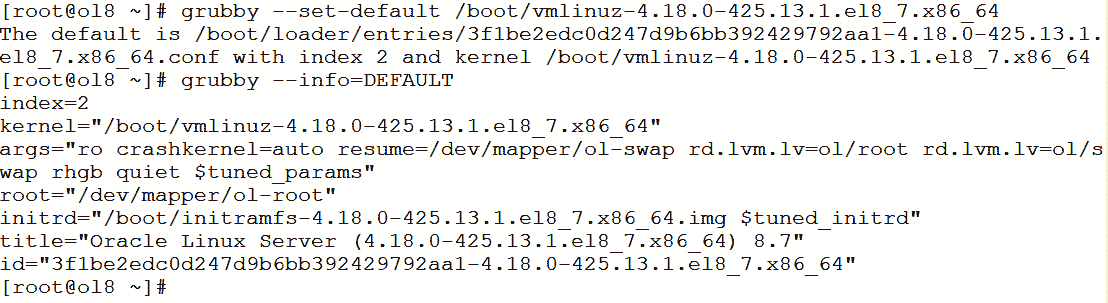 [root@ol8 ~]# grubby --set-default /boot/vmlinuz-4.18.0-425.13.1.el8_7.x86_64
The default is /boot/loader/entries/3f1be2edc0d247d9b6bb392429792aa1-4.18.0-425.13.1.
el8_7.x86_64.conf with index 2 and kernel /boot/vmlinuz-4.18.0-425.13.1.el8_7.x86_64
[root@ol8 ~]# grubby --info=DEFAULT
index=2
kernel="/boot/vmlinuz-4.18.0-425.13.1.el8_7.x86_64"
args="ro crashkernel=auto resume=/dev/mapper/ol-swap rd.lvm.lv=ol/root rd.lvm.lv=ol/s
wap rhgb quiet $tuned_params"
root="/dev/mapper/ol-root"
initrd="/boot/initramfs-4.18.0-425.13.1.el8_7.x86_64.img $tuned_initrd"
title="Oracle Linux Server (4.18.0-425.13.1.el8_7.x86_64) 8.7"
id="3f1be2edc0d247d9b6bb392429792aa1-4.18.0-425.13.1.el8_7.x86_64"
[root@ol8 ~]#